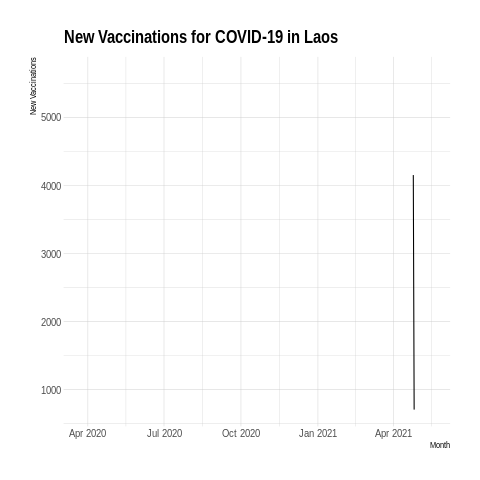 New Vaccinations for COVID-19 in Laos
New Vaccinations
5000
4000
3000
2000
1000
Apr 2020 Jul 2020 Oct 2020 Jan 2021 Apr 2021
Month